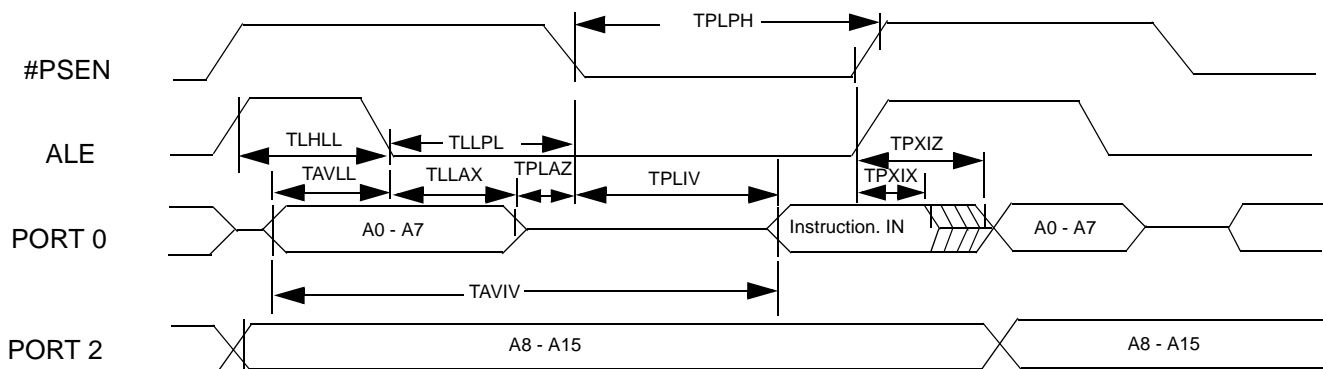 TPLPH
#PSEN
ALE
TLHLL
TLLPL
TPXIZ
TAVLL
TLLAX
TPLAZ
TPLIV
TPXIX
PORT 0
A0 - A7
Instruction. IN
A0 - A7
TAVIV
PORT 2
A8 - A15
A8 - A15